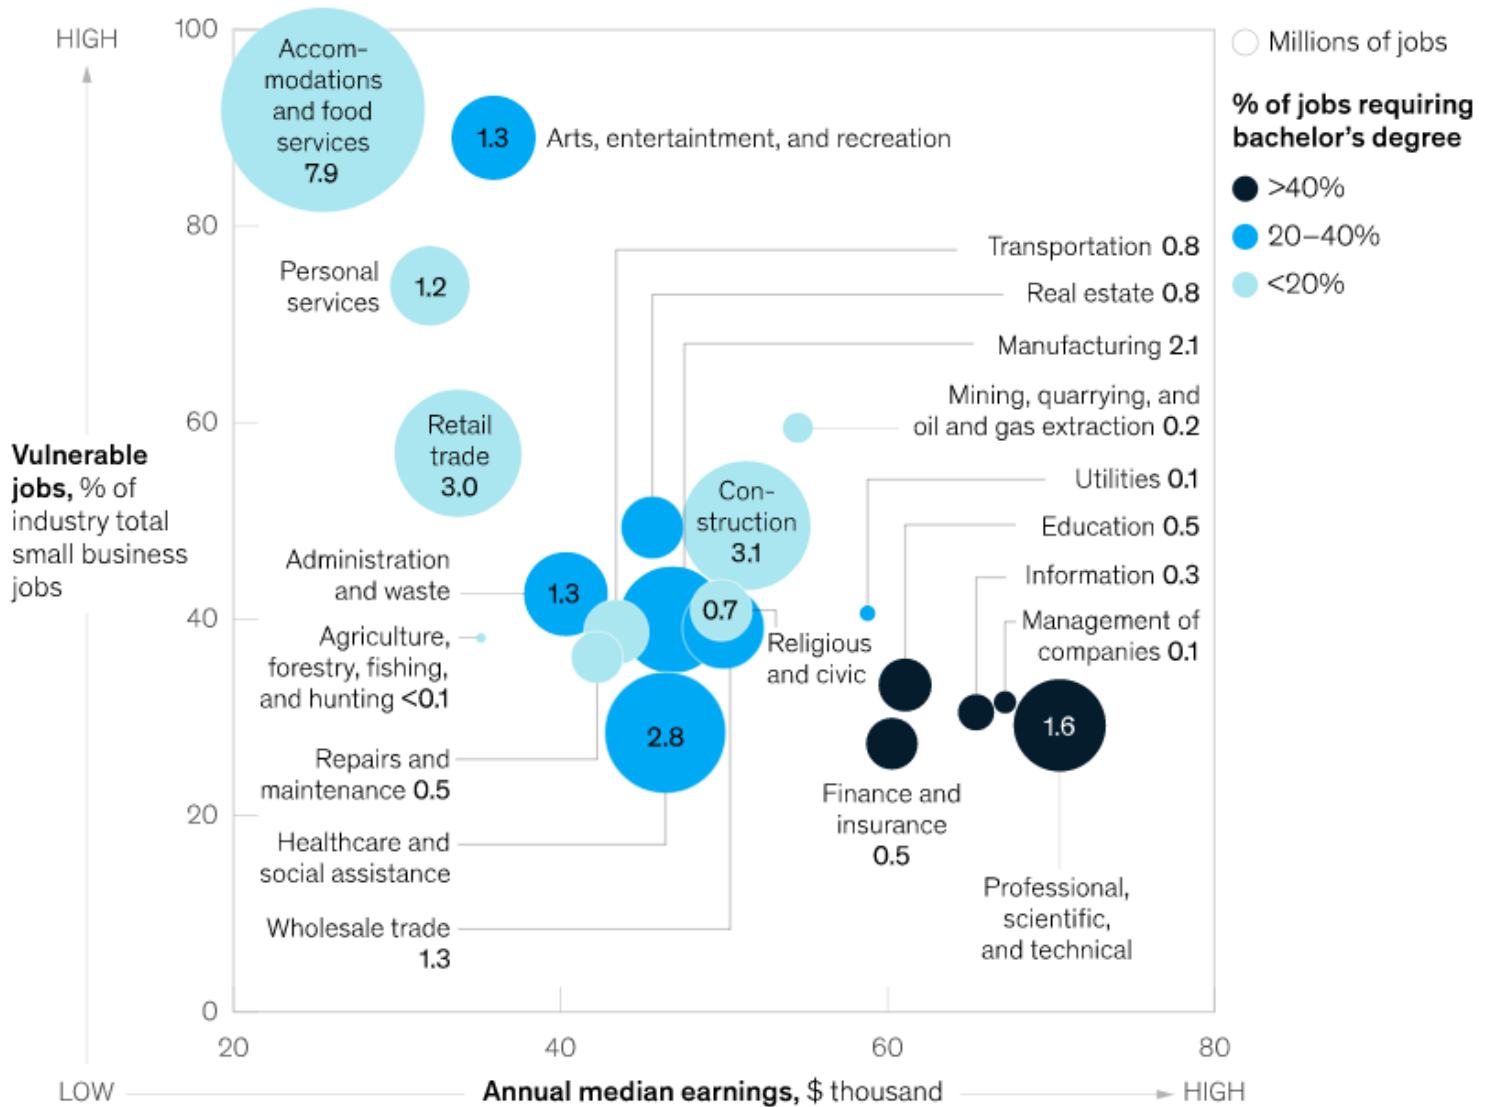 HIGH
100
Accom-
modations
and food
services
7.9
1.3
Arts, entertaintment, and recreation
Millions of jobs
% of jobs requiring
bachelor's degree
>40%
20–40%
<20%
80
Personal
services
1.2
Transportation 0.8
Real estate 0.8
Manufacturing 2.1
Mining, quarrying, and
oil and gas extraction 0.2
60
Retail
trade
3.0
Vulnerable
jobs, % of
industry total
small business
jobs
Con-
struction
3.1
Utilities 0.1
Education 0.5
Information 0.3
Management of
companies 0.1
Administration
and waste
1.3
40
0.7
Religious
and civic
Agriculture,
forestry, fishing,
and hunting <0.1
2.8
1.6
Repairs and
maintenance 0.5
Finance and
insurance
0.5
20
Healthcare and
social assistance
Professional,
scientific,
and technical
Wholesale trade
1.3
0
20
40
60
80
LOW
Annual median earnings, $ thousand
HIGH